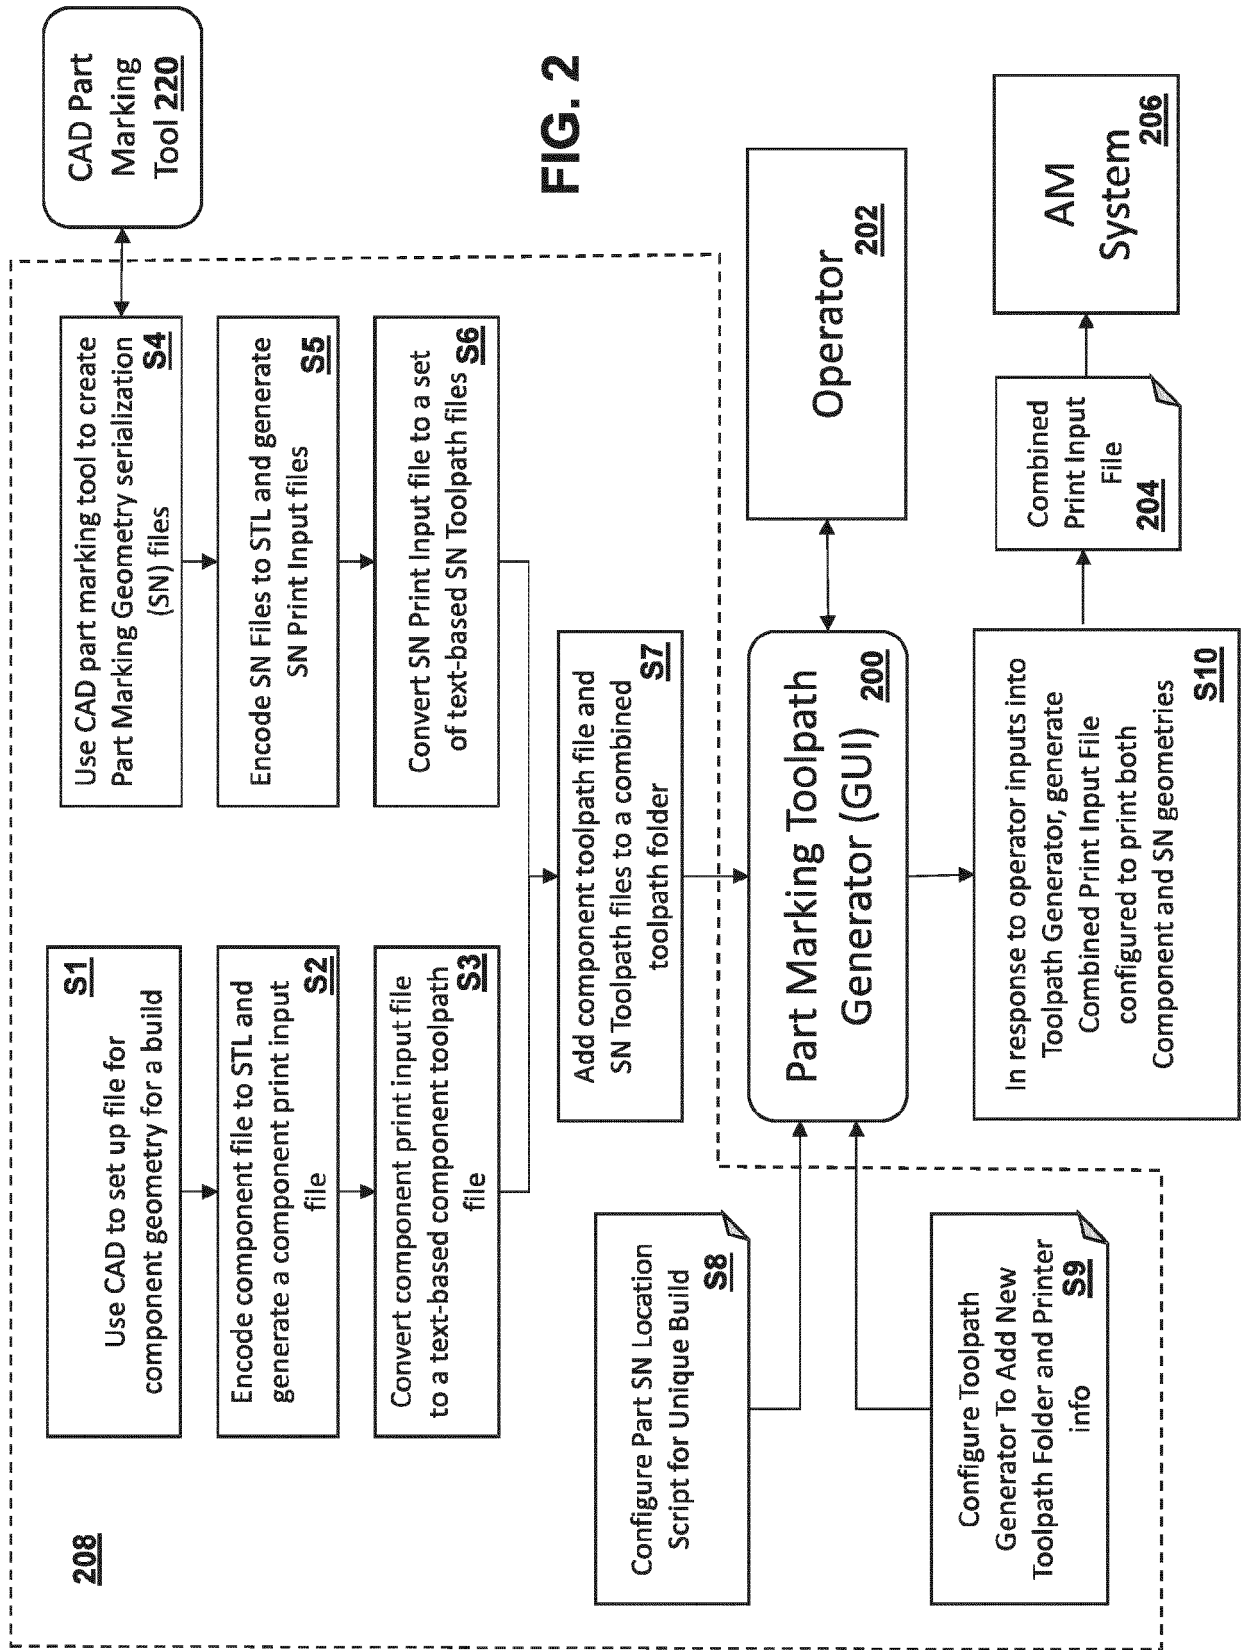 208
Use CAD to set up file for
component geometry for a build
S1
Encode component file to STL and
generate a component print input
file
S2
Convert component print input file
to a text-based component toolpath
file
S3
Use CAD part marking tool to create
Part Marking Geometry serialization
(SN) files
S4
CAD Part
Marking
Tool 220
Encode SN Files to STL and generate
SN Print Input files
S5
Convert SN Print Input file to a set
of text-based SN Toolpath files
S6
Add component toolpath file and
SN Toolpath files to a combined
toolpath folder
S7
Configure Part SN Location
Script for Unique Build
S8
Configure Toolpath
Generator To Add New
Toolpath Folder and Printer
info
S9
Part Marking Toolpath
Generator (GUI)
200
Operator
202
In response to operator inputs into
Toolpath Generator, generate
Combined Print Input File
configured to print both
Component and SN geometries
S10
Combined
Print Input
File
204
AM
System
206
FIG. 2